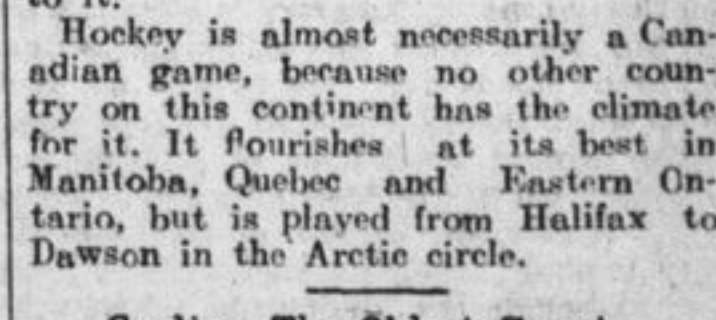 to it.
Hockey is almost necessarily a Can-
adian game, because no other coun-
try on this continent has the climate
for it. It flourishes at its best in
Manitoba, Quebec and Eastern On-
tario, but is played from Halifax to
Dawson in the Arctic circle.